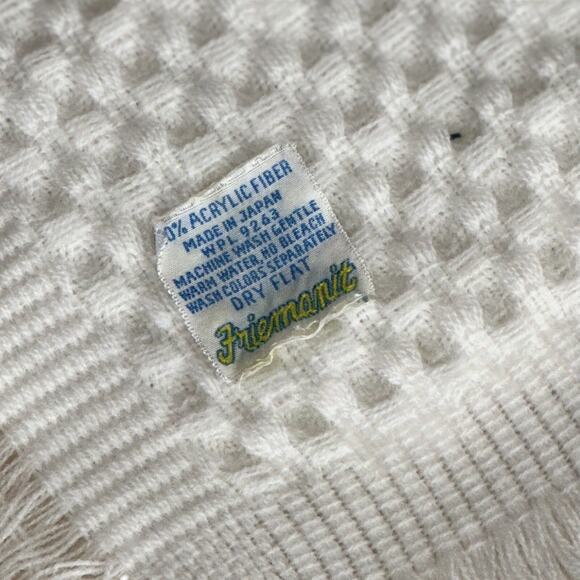 0% ACRYLIC FIBER
MADE IN JAPAN
W.P.L. 9263
MACHINE WASH GENTLE
WARM WATER, NO BLEACH
WASH COLORS SEPARATELY
DRY FLAT
Friemanit